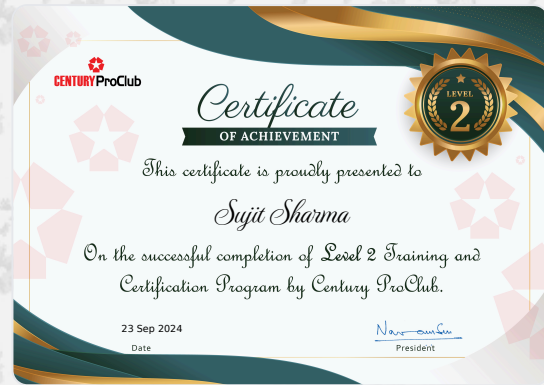 CENTURY ProClub
LEVEL
2
Certificate
OF ACHIEVEMENT
This certificate is proudly presented to
Sujit Sharma
On the successful completion of Level 2 Training and
Certification Program by Century ProClub.
23 Sep 2024
Date
President